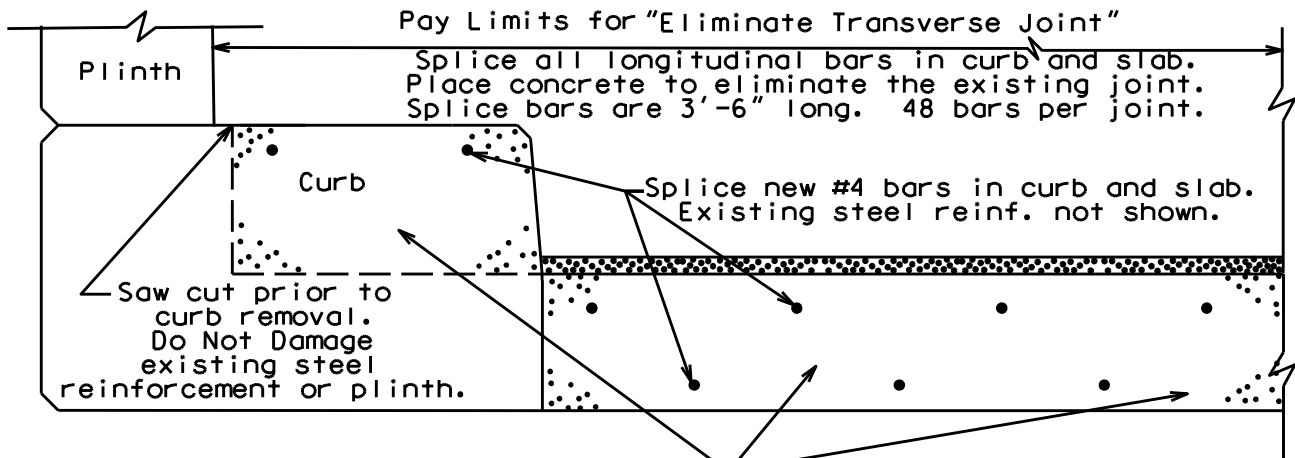 Pay Limits for "Eliminate Transverse Joint"
Plinth
Splice all longitudinal bars in curb and slab.
Place concrete to eliminate the existing joint.
Splice bars are 3'-6" long. 48 bars per joint.
Curb
Splice new #4 bars in curb and slab.
Existing steel reinf. not shown.
Saw cut prior to
curb removal.
Do Not Damage
existing steel
reinforcement or plinth.